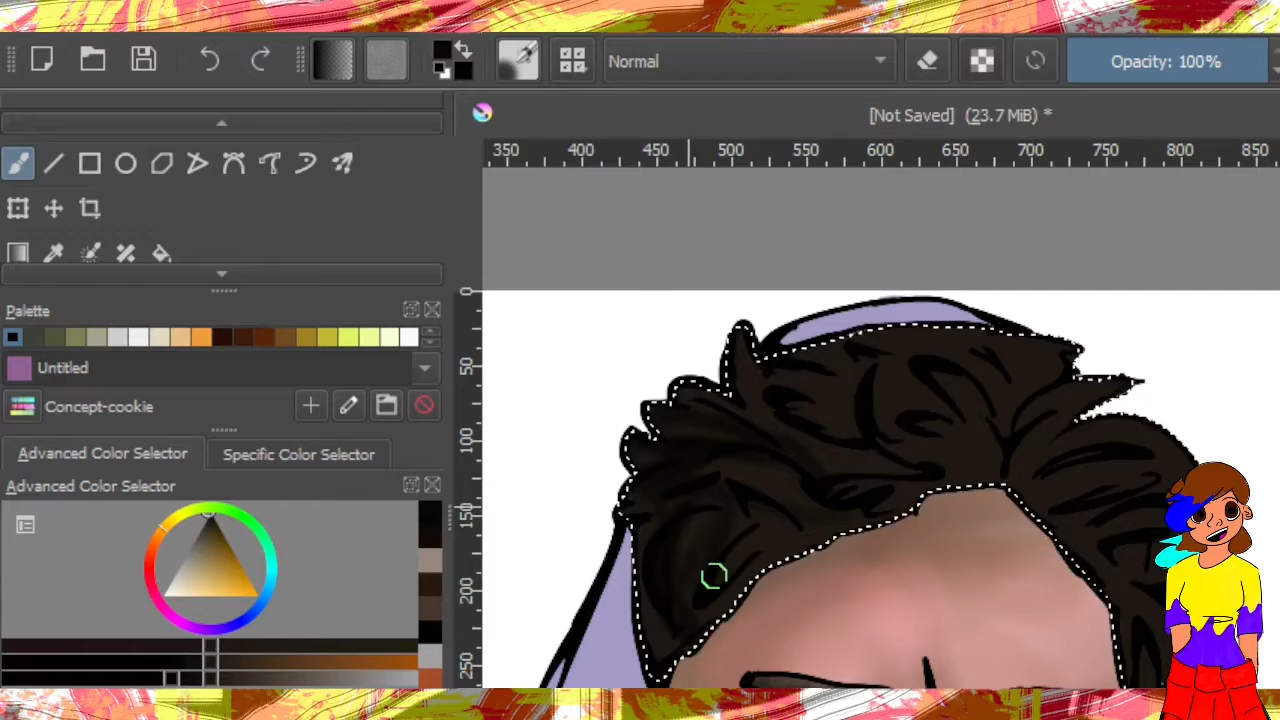 Normal
Opacity: 100%
[Not Saved] (23.7 MiB) *
350 400 450 500 550 600 650 700 750 800 850
0
50
100
150
200
250
Palette
Untitled
Concept-cookie
Advanced Color Selector Specific Color Selector
Advanced Color Selector